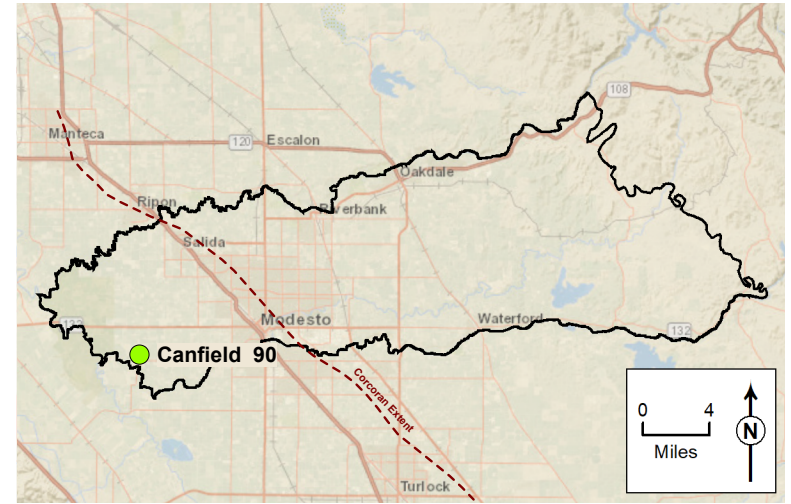 108
Manteca
120
Escalon
Oakdale
Ripon
Riverbank
Salida
132
Modesto
Waterford
132
Canfield 90
Corcoran Extent
0 4
Miles
N
Turlock